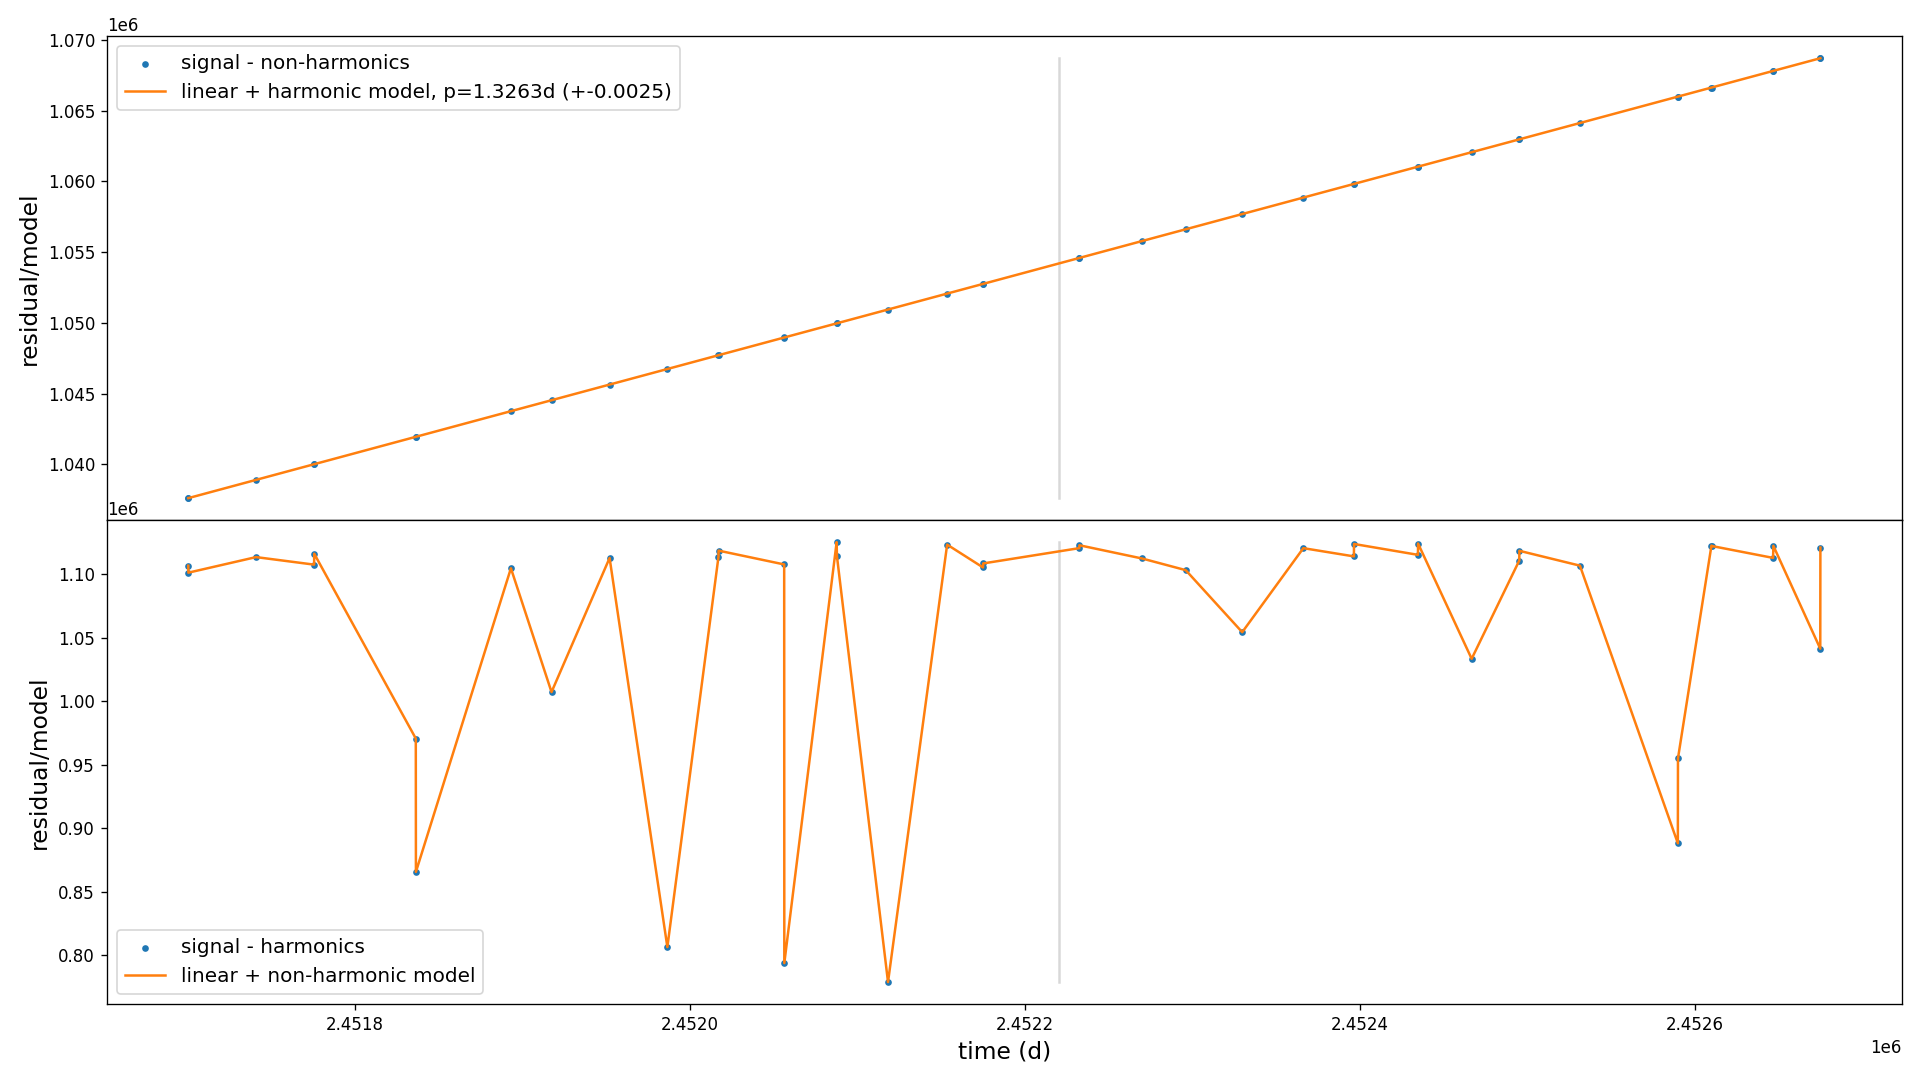 1e6
1.070
1.065
1.060
1.055
1.050
1.045
1.040
residual/model
signal - non-harmonics
linear + harmonic model, p=1.3263d (+-0.0025)
1e6
1.10
1.05
1.00
0.95
0.90
0.85
0.80
residual/model
signal - harmonics
linear + non-harmonic model
2.4518 2.4520 2.4522 2.4524 2.4526
time (d)
1e6